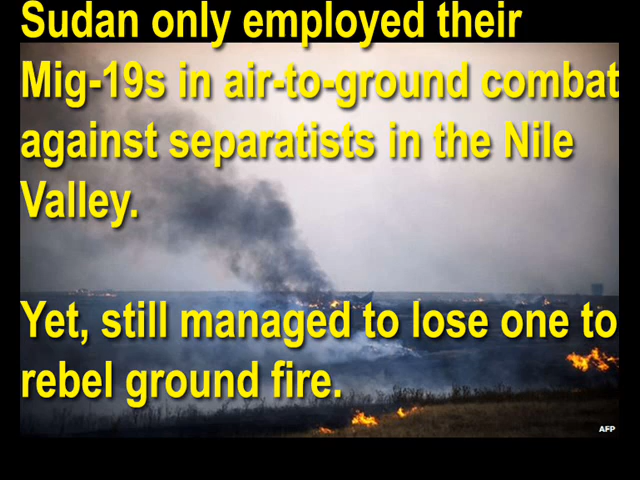 Sudan only employed their
Mig-19s in air-to-ground combat
against separatists in the Nile
Valley.
Yet, still managed to lose one to
rebel ground fire.
AFP